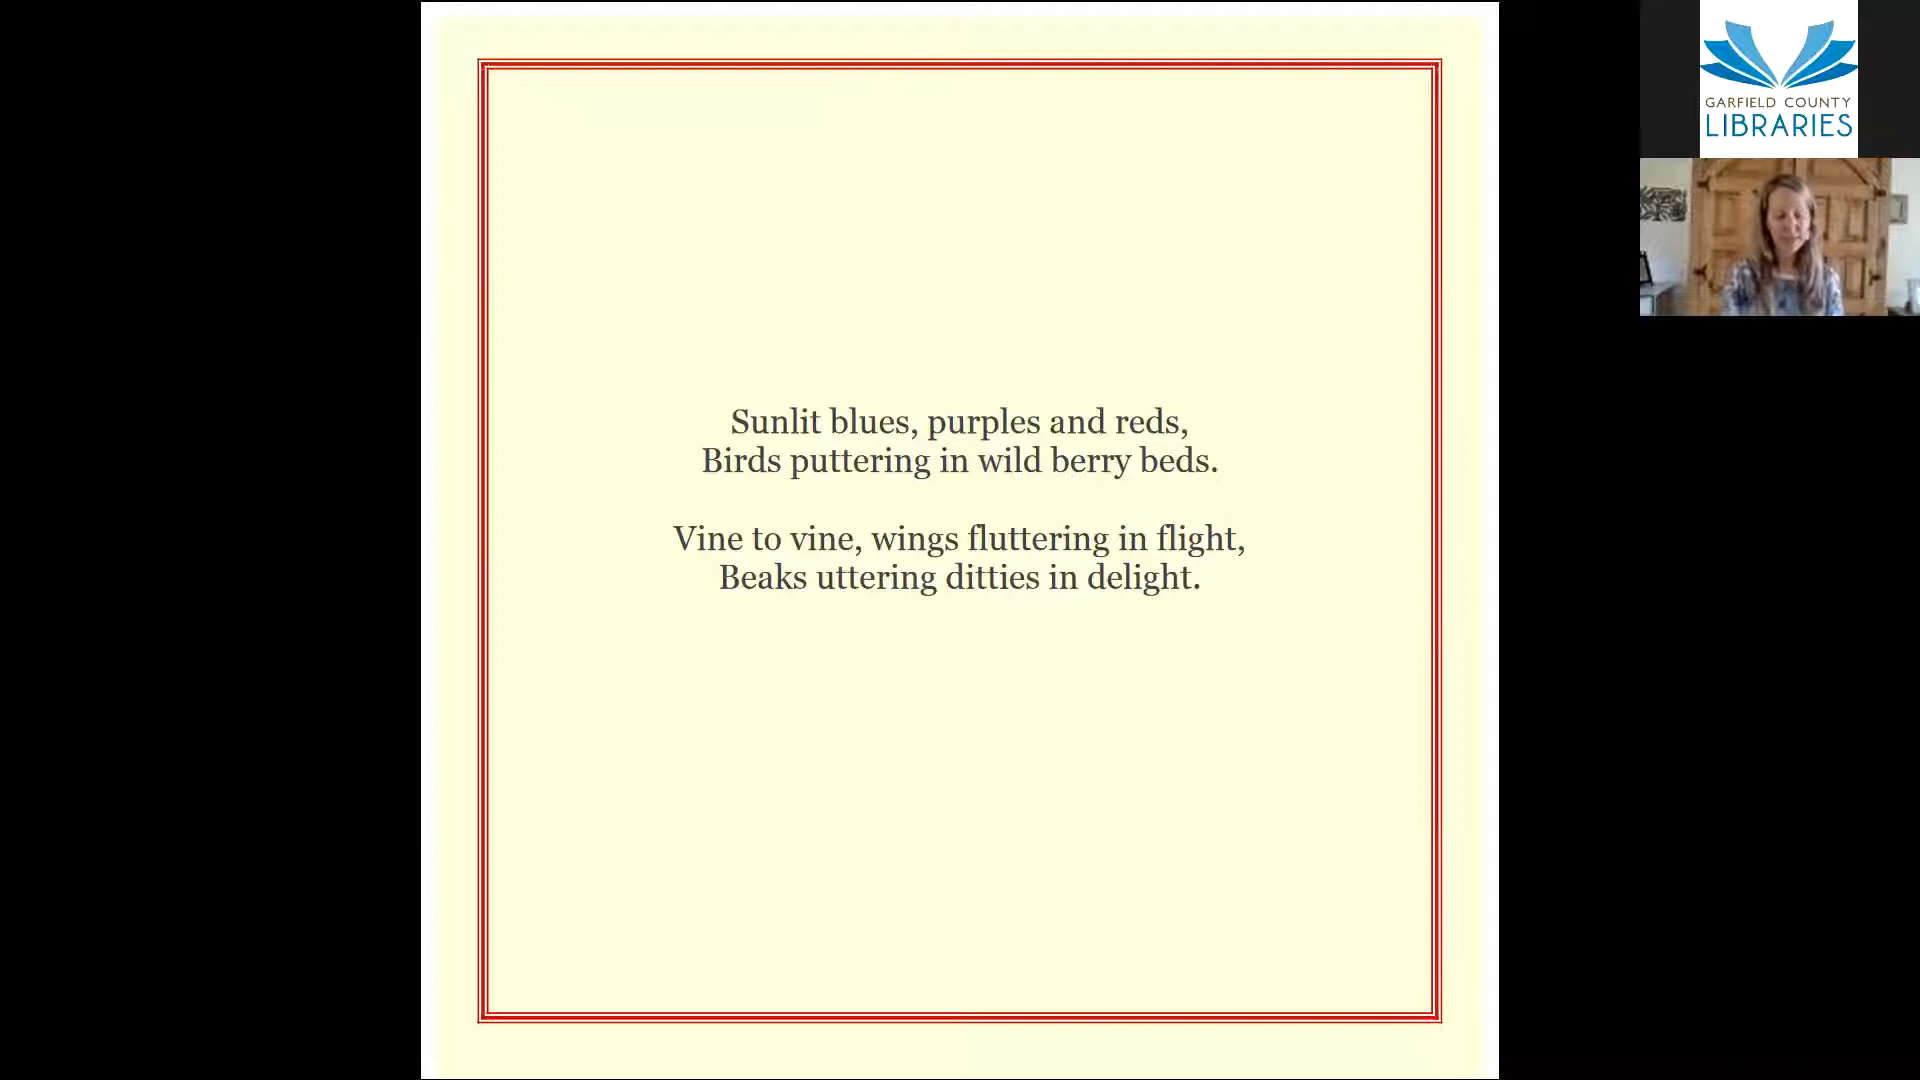 Sunlit blues, purples and reds,
Birds puttering in wild berry beds.
Vine to vine, wings fluttering in flight,
Beaks uttering ditties in delight.
GARFIELD COUNTY
LIBRARIES